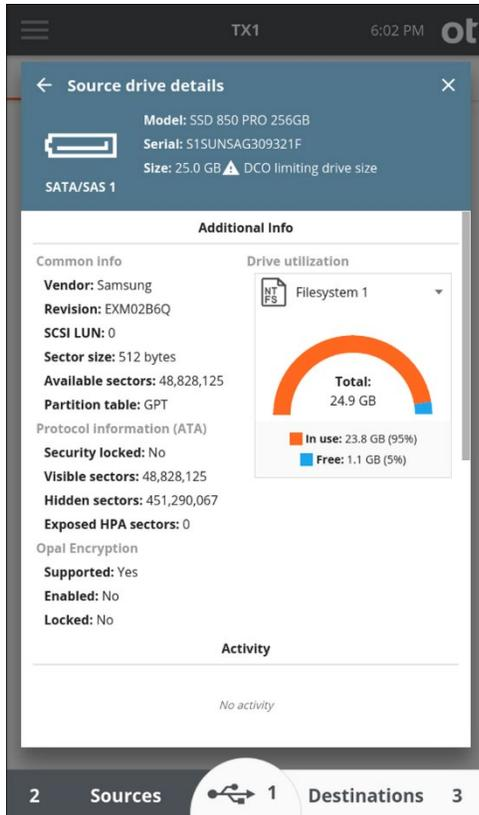 TX1
6:02 PM
ot
Source drive details
Model: SSD 850 PRO 256GB
Serial: S1SUNSAG309321F
Size: 25.0 GB DCO limiting drive size
SATA/SAS 1
Additional Info
Common info
Vendor: Samsung
Revision: EXM02B6Q
SCSI LUN: 0
Sector size: 512 bytes
Available sectors: 48,828,125
Partition table: GPT
Protocol information (ATA)
Security locked: No
Visible sectors: 48,828,125
Hidden sectors: 451,290,067
Exposed HPA sectors: 0
Opal Encryption
Supported: Yes
Enabled: No
Locked: No
Drive utilization
NT
FS
Filesystem 1
Total:
24.9 GB
In use: 23.8 GB (95%)
Free: 1.1 GB (5%)
Activity
No activity
2 Sources
1
Destinations 3